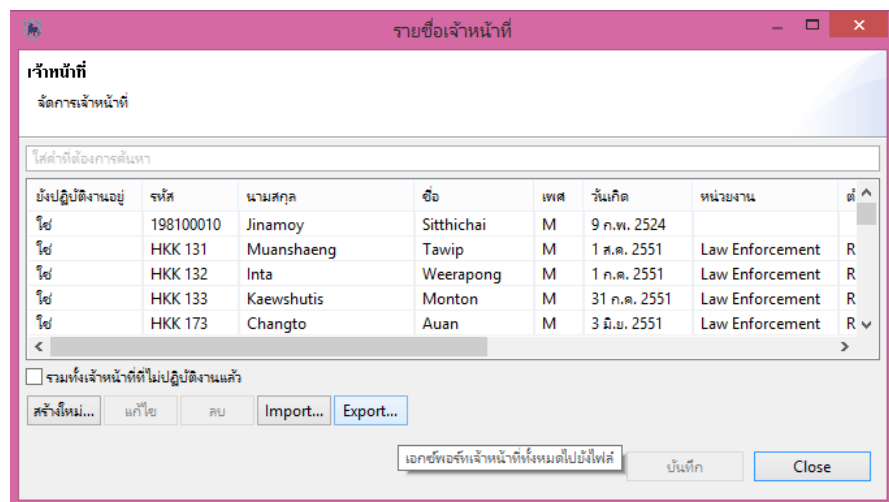 รายชื่อเจ้าหน้าที่
เจ้าหน้าที่
จัดการเจ้าหน้าที่
ใส่คำที่ต้องการค้นหา
ยังปฏิบัติงานอยู่ รหัส นามสกุล ชื่อ เพศ วันเกิด หน่วยงาน ตำ
ใช่ 198100010 Jinamoy Sitthichai M 9 ก.พ. 2524
ใช่ HKK 131 Muanshaeng Tawip M 1 ส.ค. 2551 Law Enforcement R
ใช่ HKK 132 Inta Weerapong M 1 ก.ค. 2551 Law Enforcement R
ใช่ HKK 133 Kaewshutis Monton M 31 ก.ค. 2551 Law Enforcement R
ใช่ HKK 173 Changto Auan M 3 มิ.ย. 2551 Law Enforcement R
รวมทั้งเจ้าหน้าที่ที่ไม่ปฏิบัติงานแล้ว
สร้างใหม่... แก้ไข ลบ Import... Export...
เอกซ์พอร์ทเจ้าหน้าที่ทั้งหมดไปยังไฟล์ บันทึก Close